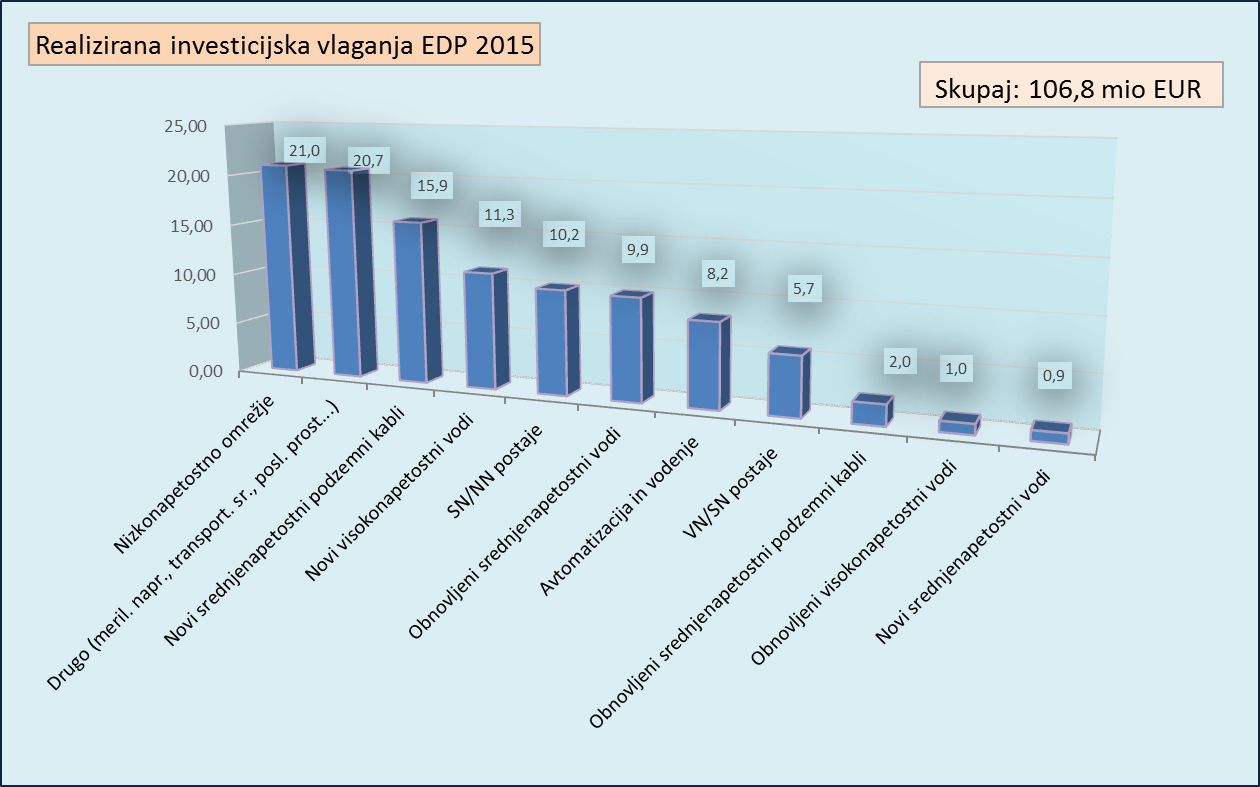 Realizirana investicijska vlaganja EDP 2015
Skupaj: 106,8 mio EUR
25,00
20,00
15,00
10,00
5,00
0,00
21,0
20,7
15,9
11,3
10,2
9,9
8,2
5,7
2,0
1,0
0,9
Nizkonapetostno omrežje
Drugo (meril. napr., transport. sr., posl. prost...)
Novi srednjenapetostni podzemni kabli
Novi visokonapetostni vodi
SN/NN postaje
Obnovljeni srednjenapetostni vodi
Avtomatizacija in vodenje
VN/SN postaje
Obnovljeni srednjenapetostni podzemni kabli
Obnovljeni visokonapetostni vodi
Novi srednjenapetostni vodi